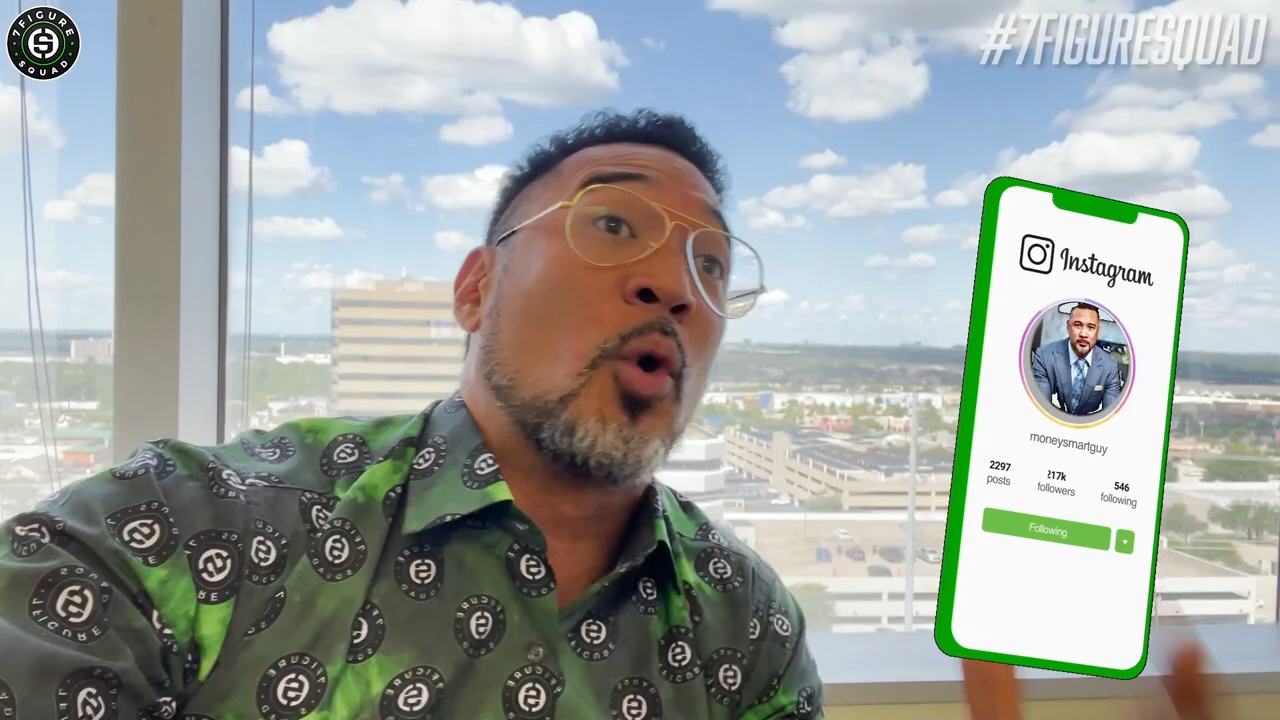 7FIGURE
SQUAD
#7FIGURESQUAD
Instagram
moneysmartguy
2297
posts
217k
followers
546
following
Following